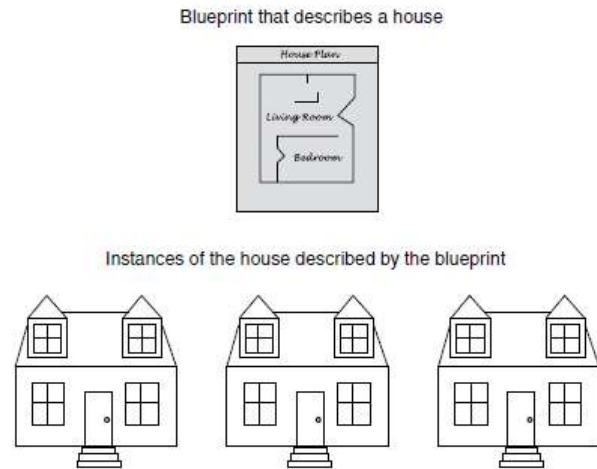 Blueprint that describes a house
House Plan
Living Room
Bedroom
Instances of the house described by the blueprint